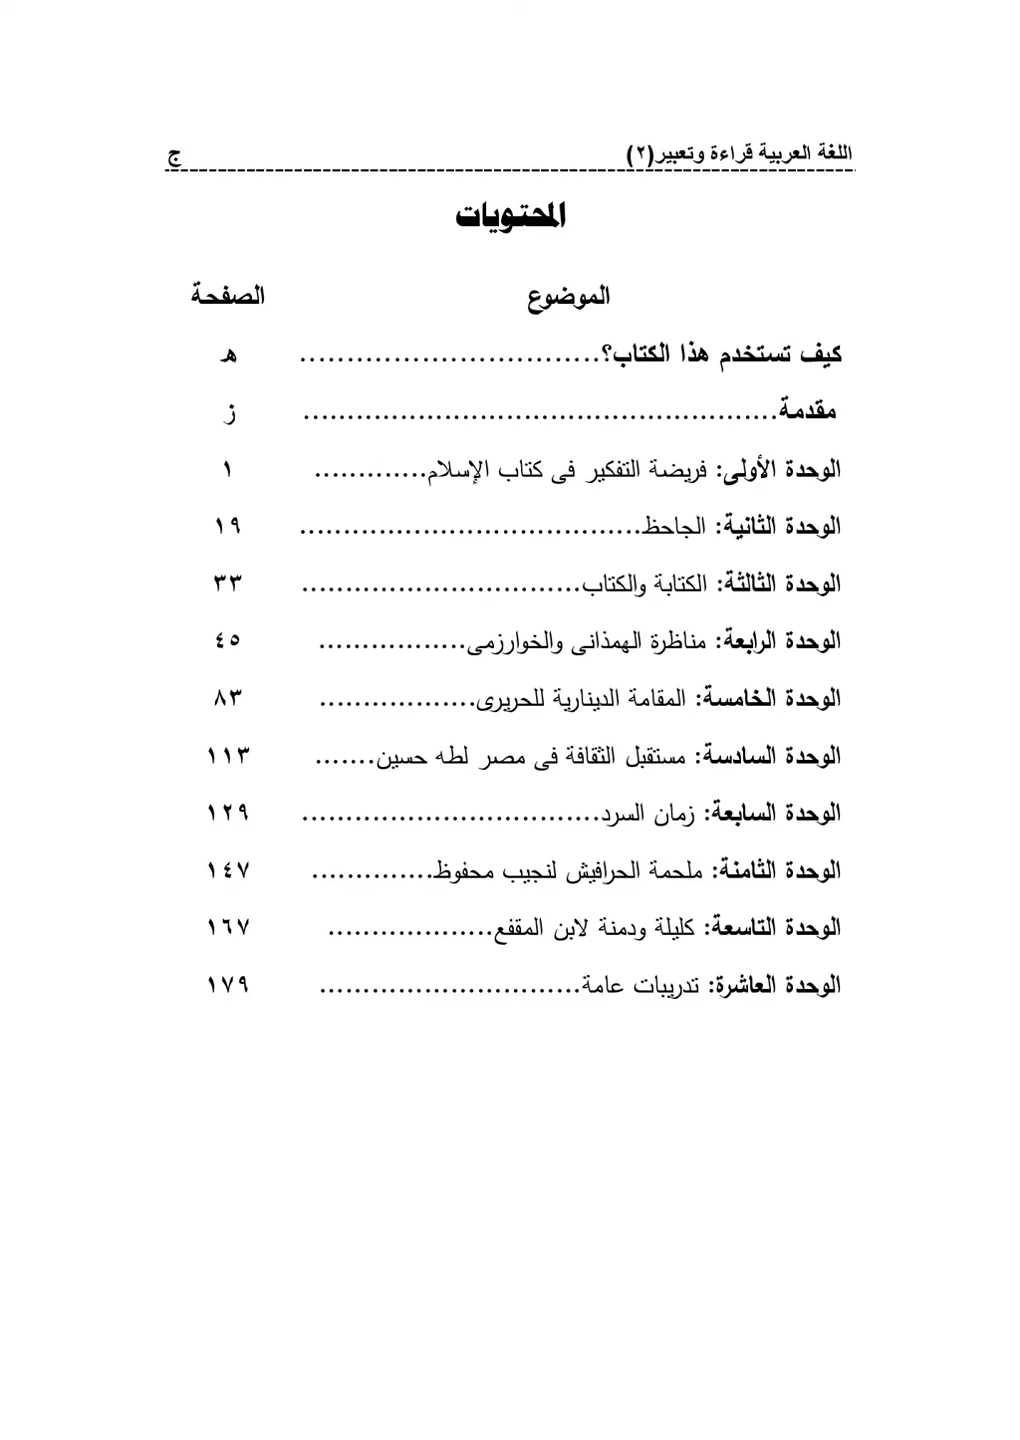 اللغة العربية قراءة وتعبير(٢) ج
المحتويات
الموضوع الصفحة
كيف تستخدم هذا الكتاب؟................................ هـ
مقدمة.................................................... ز
الوحدة الأولى: فريضة التفكير فى كتاب الإسلام............. ١
الوحدة الثانية: الجاحظ...................................... ١٩
الوحدة الثالثة: الكتابة والكتاب............................... ٣٣
الوحدة الرابعة: مناظرة الهمذانى والخوارزمى................. ٤٥
الوحدة الخامسة: المقامة الدينارية للحريرى.................. ٨٣
الوحدة السادسة: مستقبل الثقافة فى مصر لطه حسين....... ١١٣
الوحدة السابعة: زمان السرد................................. ١٢٩
الوحدة الثامنة: ملحمة الحرافيش لنجيب محفوظ.............. ١٤٧
الوحدة التاسعة: كليلة ودمنة لابن المقفع................... ١٦٧
الوحدة العاشرة: تدريبات عامة.............................. ١٧٩